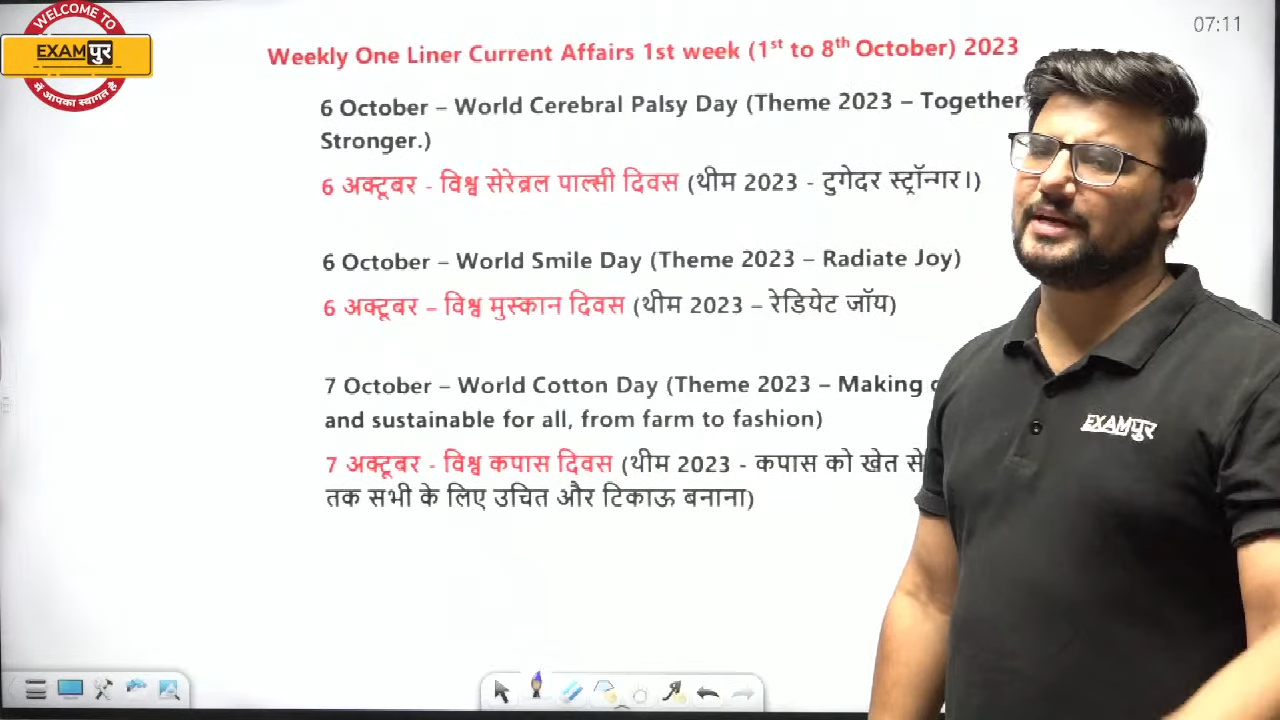 WELCOME TO
EXAMपुर
में आपका स्वागत है
07:11
Weekly One Liner Current Affairs 1st week (1st to 8th October) 2023
6 October – World Cerebral Palsy Day (Theme 2023 – Together
Stronger.)
6 अक्टूबर - विश्व सेरेब्रल पाल्सी दिवस (थीम 2023 - टुगेदर स्ट्रॉन्गर।)
6 October – World Smile Day (Theme 2023 – Radiate Joy)
6 अक्टूबर – विश्व मुस्कान दिवस (थीम 2023 – रेडियेट जॉय)
7 October – World Cotton Day (Theme 2023 – Making
and sustainable for all, from farm to fashion)
7 अक्टूबर - विश्व कपास दिवस (थीम 2023 - कपास को खेत से
तक सभी के लिए उचित और टिकाऊ बनाना)
EXAMपुर